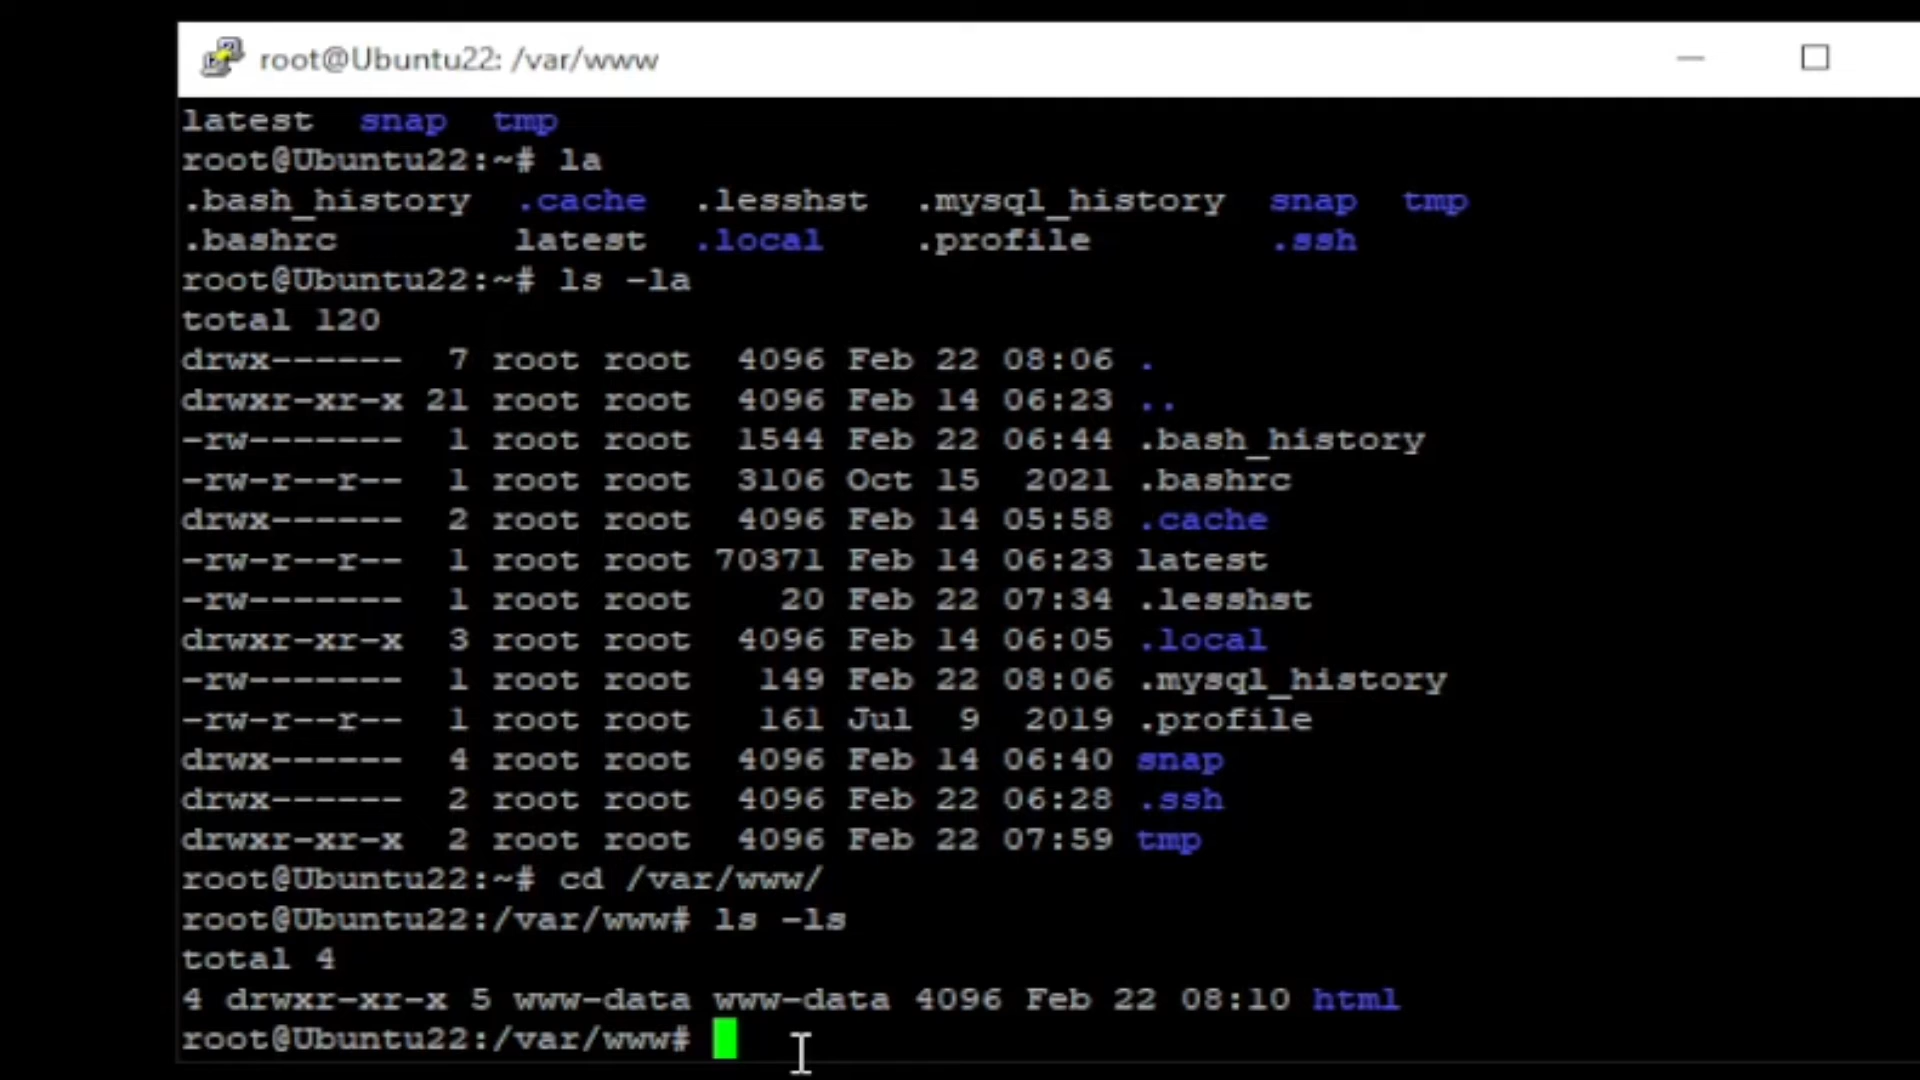 root@Ubuntu22: /var/www
latest snap tmp
root@Ubuntu22:~# la
.bash_history .cache .lesshst .mysql_history snap tmp
.bashrc latest .local .profile .ssh
root@Ubuntu22:~# ls -la
total 120
drwx------ 7 root root 4096 Feb 22 08:06 .
drwxr-xr-x 21 root root 4096 Feb 14 06:23 ..
-rw------- 1 root root 1544 Feb 22 06:44 .bash_history
-rw-r--r-- 1 root root 3106 Oct 15 2021 .bashrc
drwx------ 2 root root 4096 Feb 14 05:58 .cache
-rw-r--r-- 1 root root 70371 Feb 14 06:23 latest
-rw------- 1 root root 20 Feb 22 07:34 .lesshst
drwxr-xr-x 3 root root 4096 Feb 14 06:05 .local
-rw------- 1 root root 149 Feb 22 08:06 .mysql_history
-rw-r--r-- 1 root root 161 Jul 9 2019 .profile
drwx------ 4 root root 4096 Feb 14 06:40 snap
drwx------ 2 root root 4096 Feb 22 06:28 .ssh
drwxr-xr-x 2 root root 4096 Feb 22 07:59 tmp
root@Ubuntu22:~# cd /var/www/
root@Ubuntu22:/var/www# ls -ls
total 4
4 drwxr-xr-x 5 www-data www-data 4096 Feb 22 08:10 html
root@Ubuntu22:/var/www#